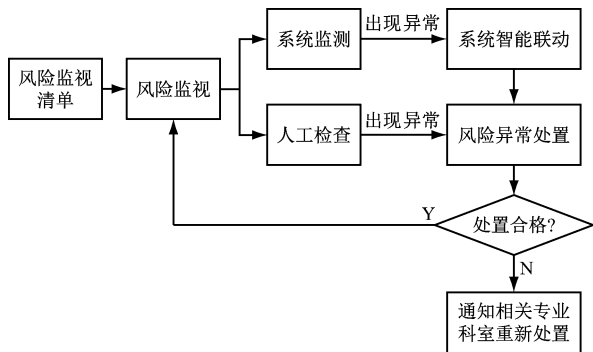 系统监测
出现异常
系统智能联动
风险监视
清单
风险监视
人工检查
出现异常
风险异常处置
Y
处置合格?
N
通知相关专业
科室重新处置